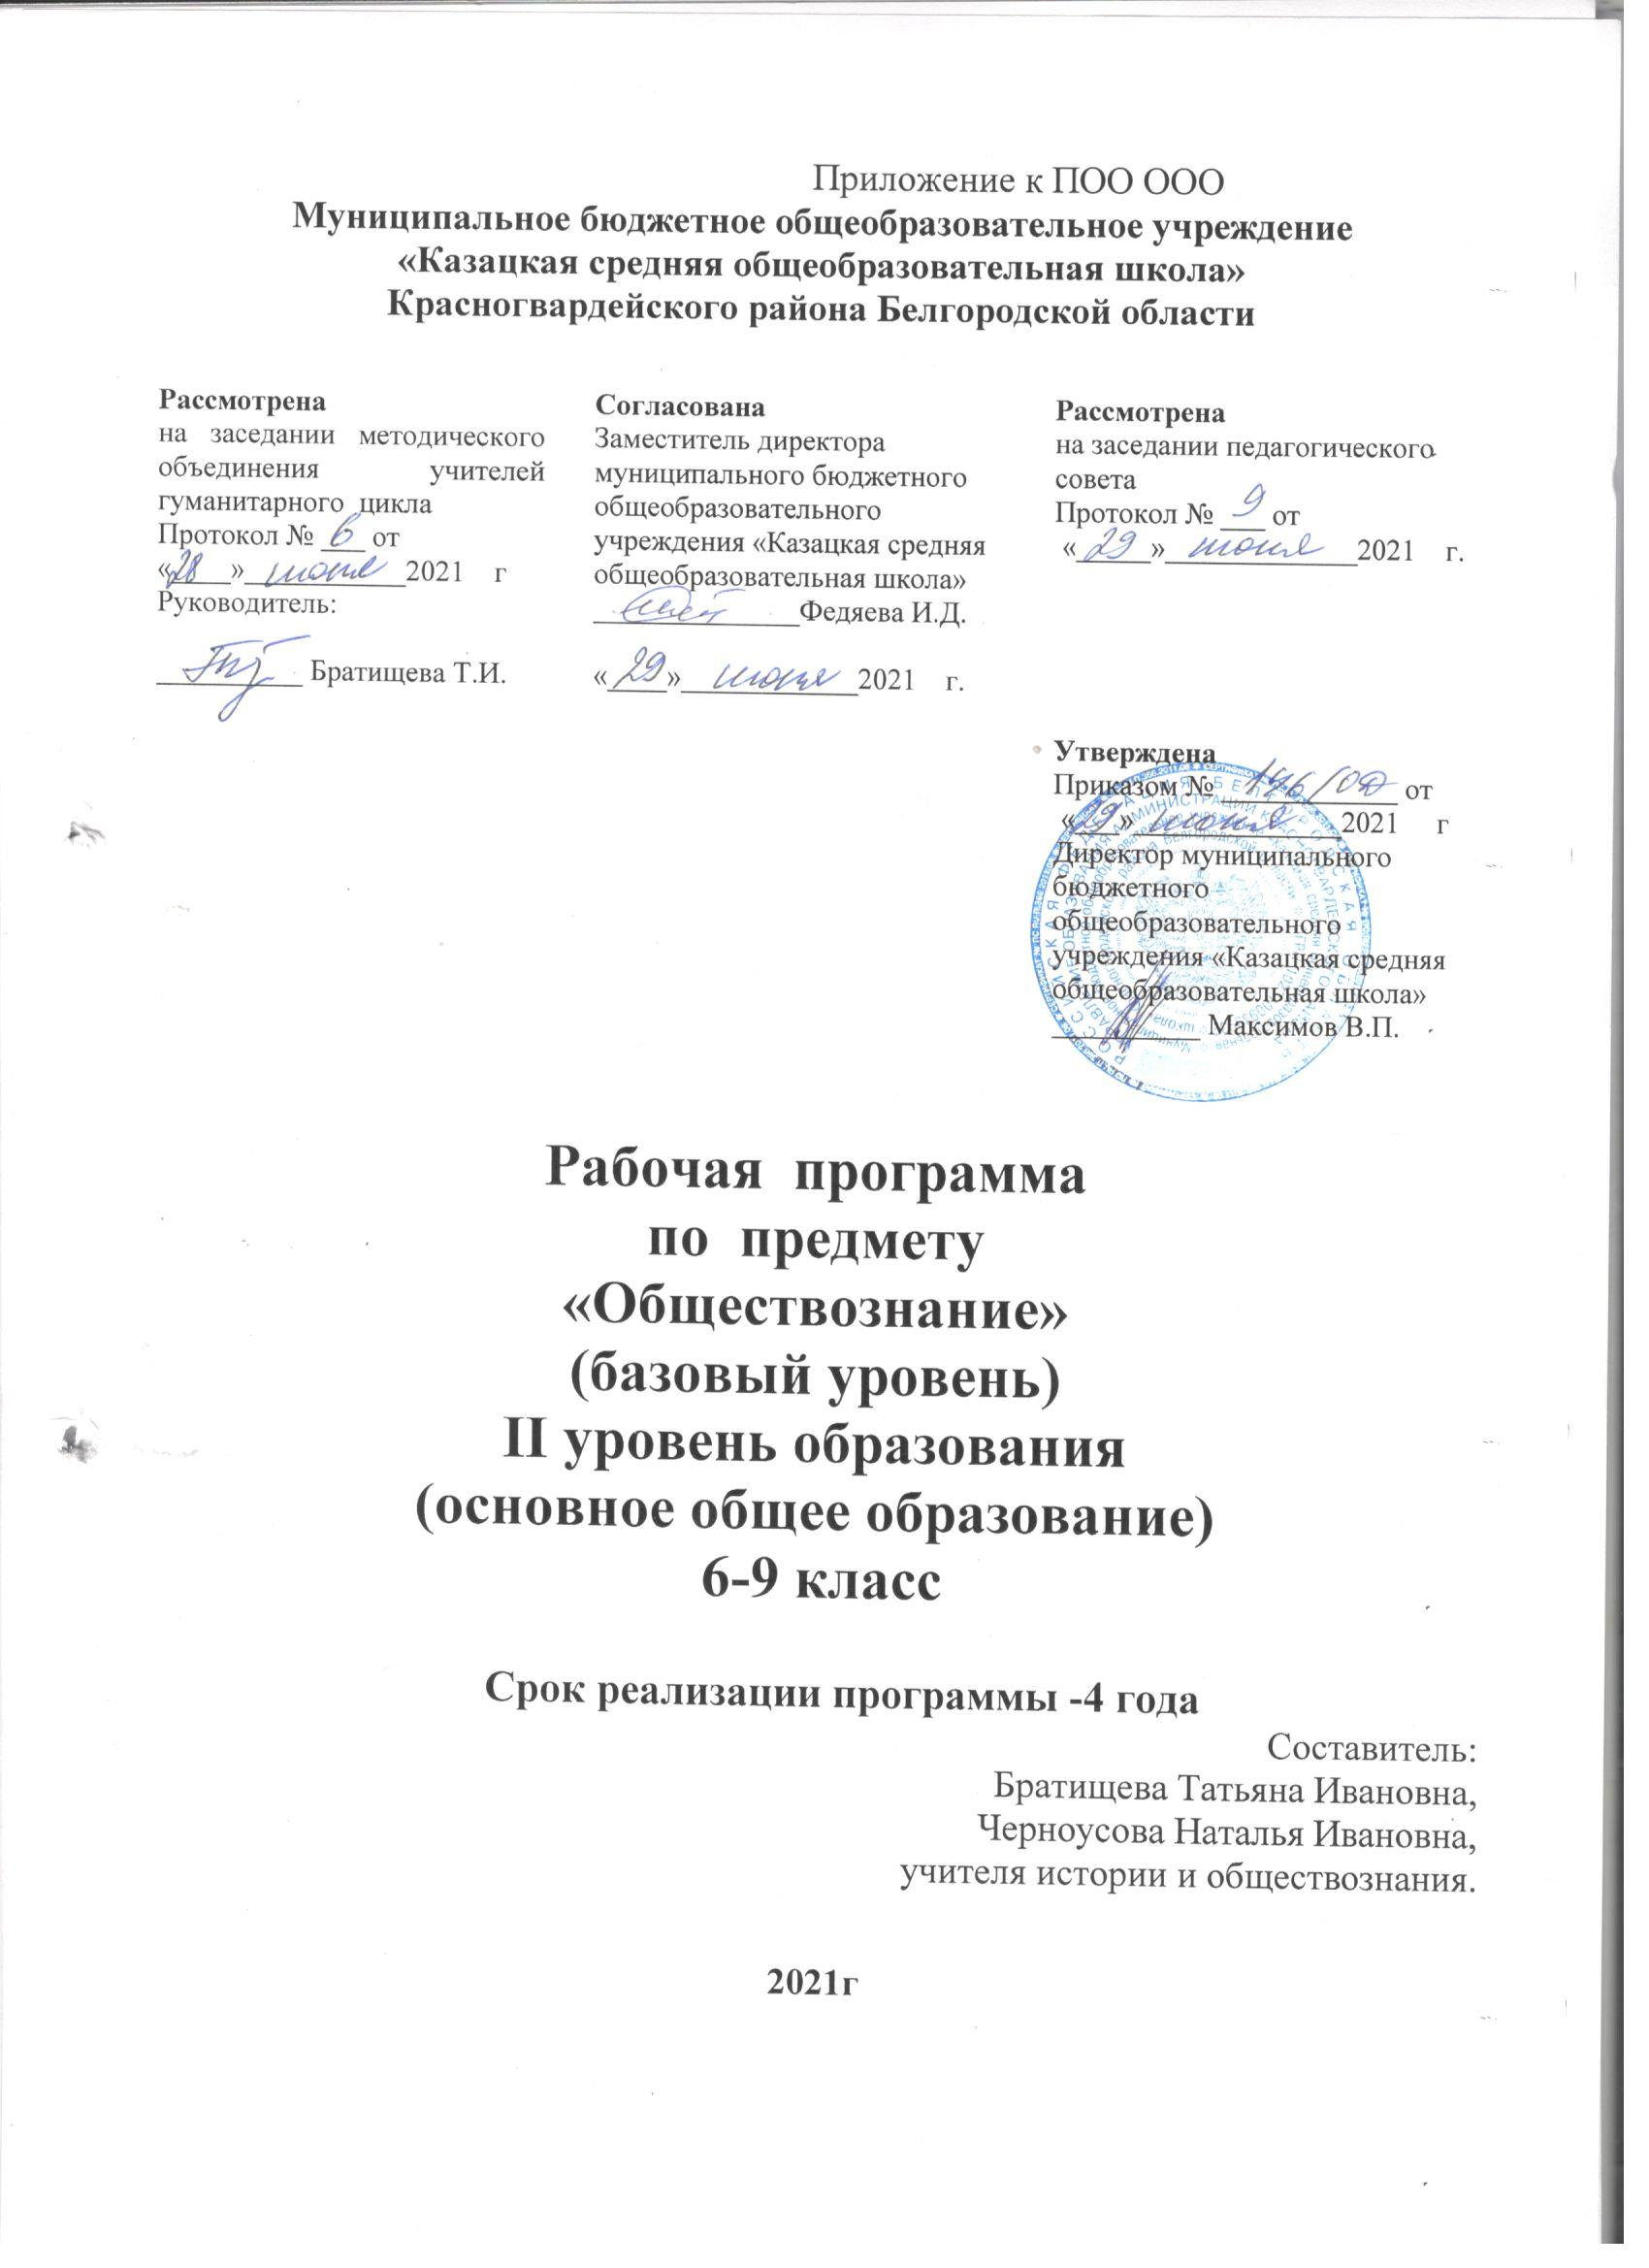 Приложение к ПОО ООО
Муниципальное бюджетное общеобразовательное учреждение
«Казацкая средняя общеобразовательная школа»
Красногвардейского района Белгородской области
Рассмотрена
на заседании методического
объединения учителей
гуманитарного цикла
Протокол № 6 от
«28» июня 2021 г
Руководитель:
Братищева Т.И.
Согласована
Заместитель директора
муниципального бюджетного
общеобразовательного
учреждения «Казацкая средняя
общеобразовательная школа»
Федяева И.Д.
«29» июня 2021 г.
Рассмотрена
на заседании педагогического
совета
Протокол № 9 от
«29» июня 2021 г.
Утверждена
Приказом № 146/ОД от
«29» июня 2021 г
Директор муниципального
бюджетного
общеобразовательного
учреждения «Казацкая средняя
общеобразовательная школа»
Максимов В.П.
Рабочая программа
по предмету
«Обществознание»
(базовый уровень)
II уровень образования
(основное общее образование)
6-9 класс
Срок реализации программы -4 года
Составитель:
Братищева Татьяна Ивановна,
Черноусова Наталья Ивановна,
учителя истории и обществознания.
2021г